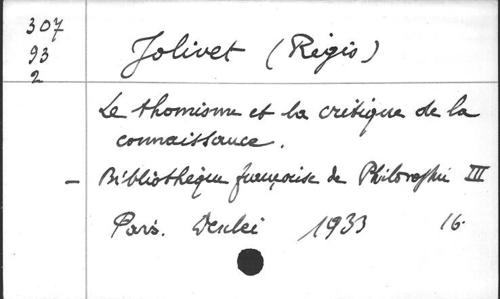 307
93
2
Jolivet (Régis)
Le thomisme et la critique de la
connaissance.
– Bibliothèque française de Philosophie III
Paris. Desclée 1933 16.